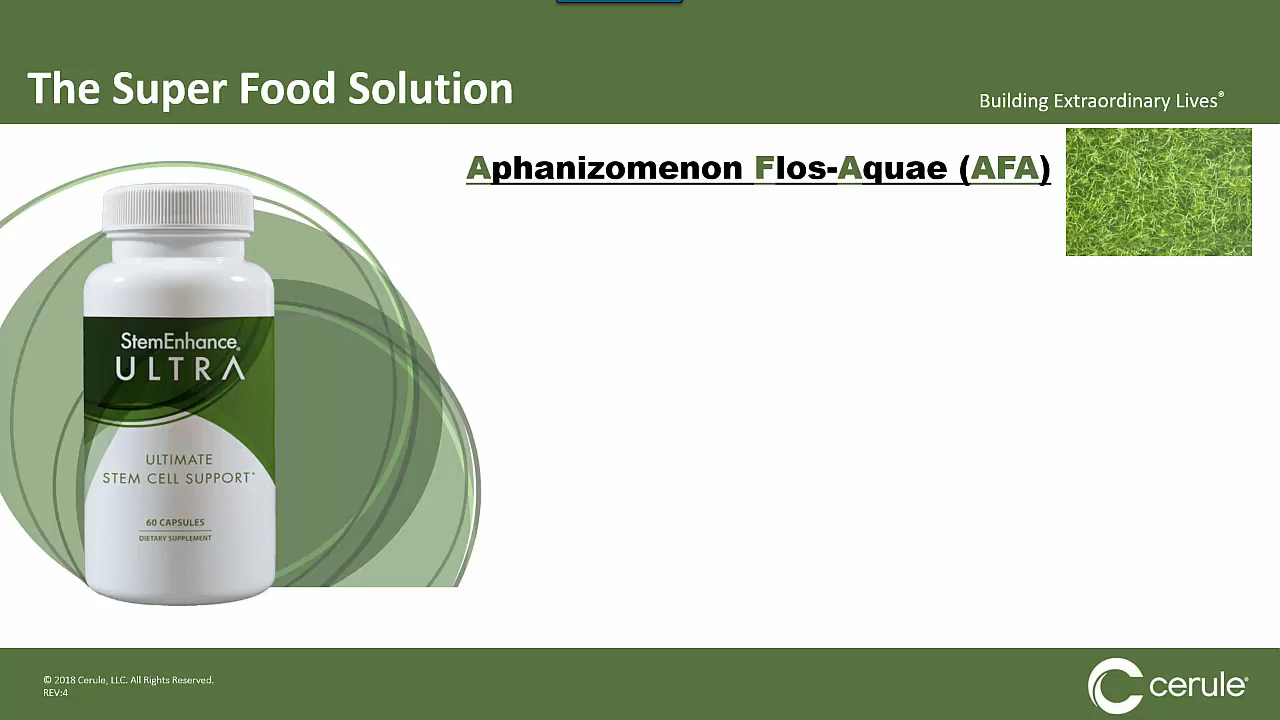 The Super Food Solution
Building Extraordinary Lives®
Aphanizomenon Flos-Aquae (AFA)
StemEnhance®
ULTRA
ULTIMATE
STEM CELL SUPPORT*
60 CAPSULES
DIETARY SUPPLEMENT
© 2018 Cerule, LLC. All Rights Reserved.
REV:4
cerule®